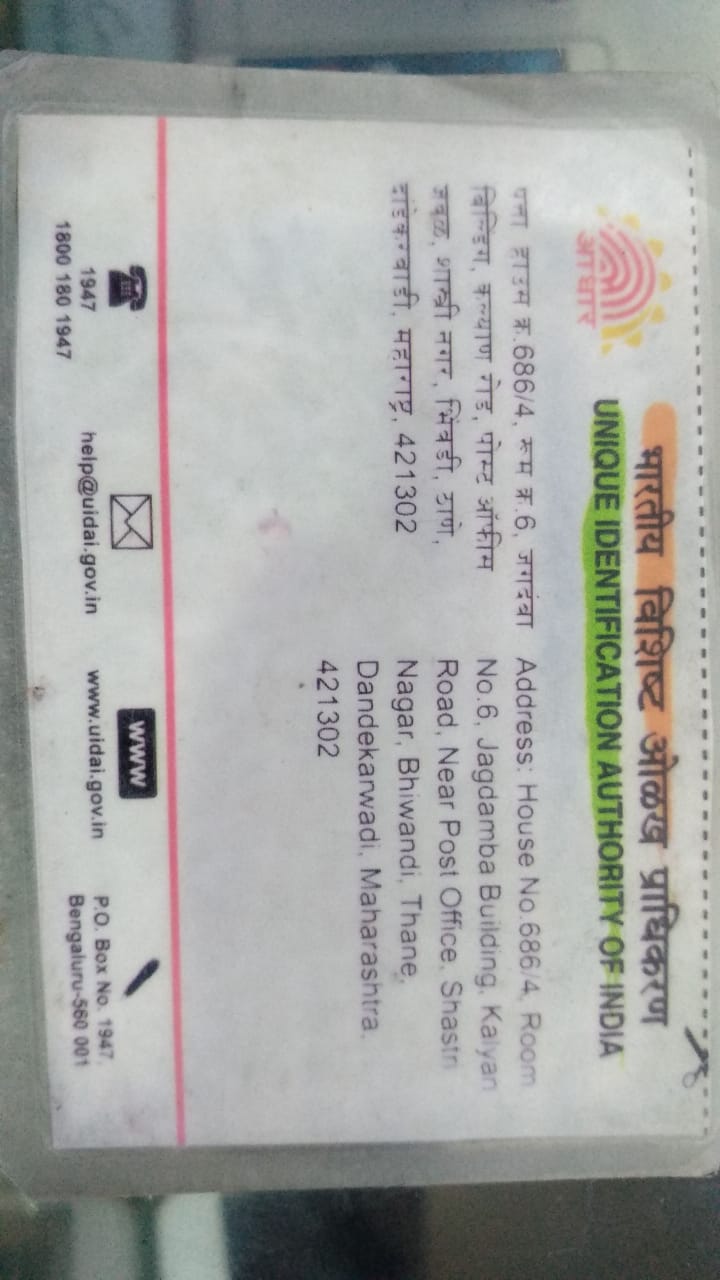 भारतीय विशिष्ट ओळख प्राधिकरण
UNIQUE IDENTIFICATION AUTHORITY OF INDIA
आधार
पत्ता हाउस क्र.686/4, रूम क्र.6, जगदंबा
बिल्डिंग, कल्याण रोड, पोस्ट ऑफीस
जवळ, शास्त्री नगर, भिवंडी, ठाणे,
दांडेकरवाडी, महाराष्ट्र, 421302
Address: House No.686/4, Room
No.6, Jagdamba Building, Kalyan
Road, Near Post Office, Shastri
Nagar, Bhiwandi, Thane,
Dandekarwadi, Maharashtra,
421302
1947
1800 180 1947
help@uidai.gov.in
WWW
www.uidai.gov.in
P.O. Box No. 1947,
Bengaluru-560 001